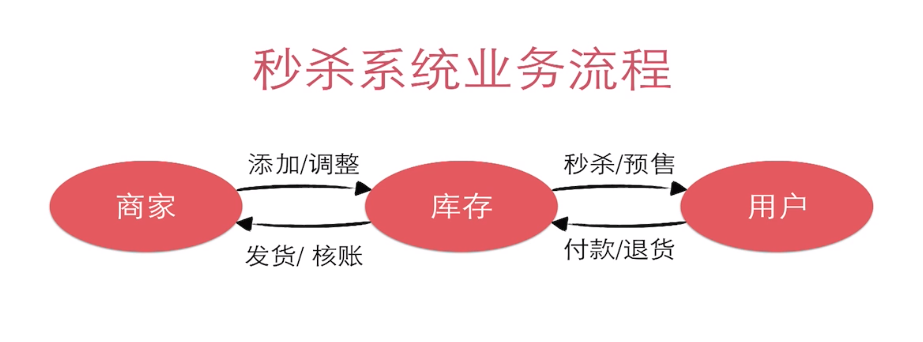 秒杀系统业务流程
添加/调整
秒杀/预售
商家
库存
用户
发货/ 核账
付款/退货